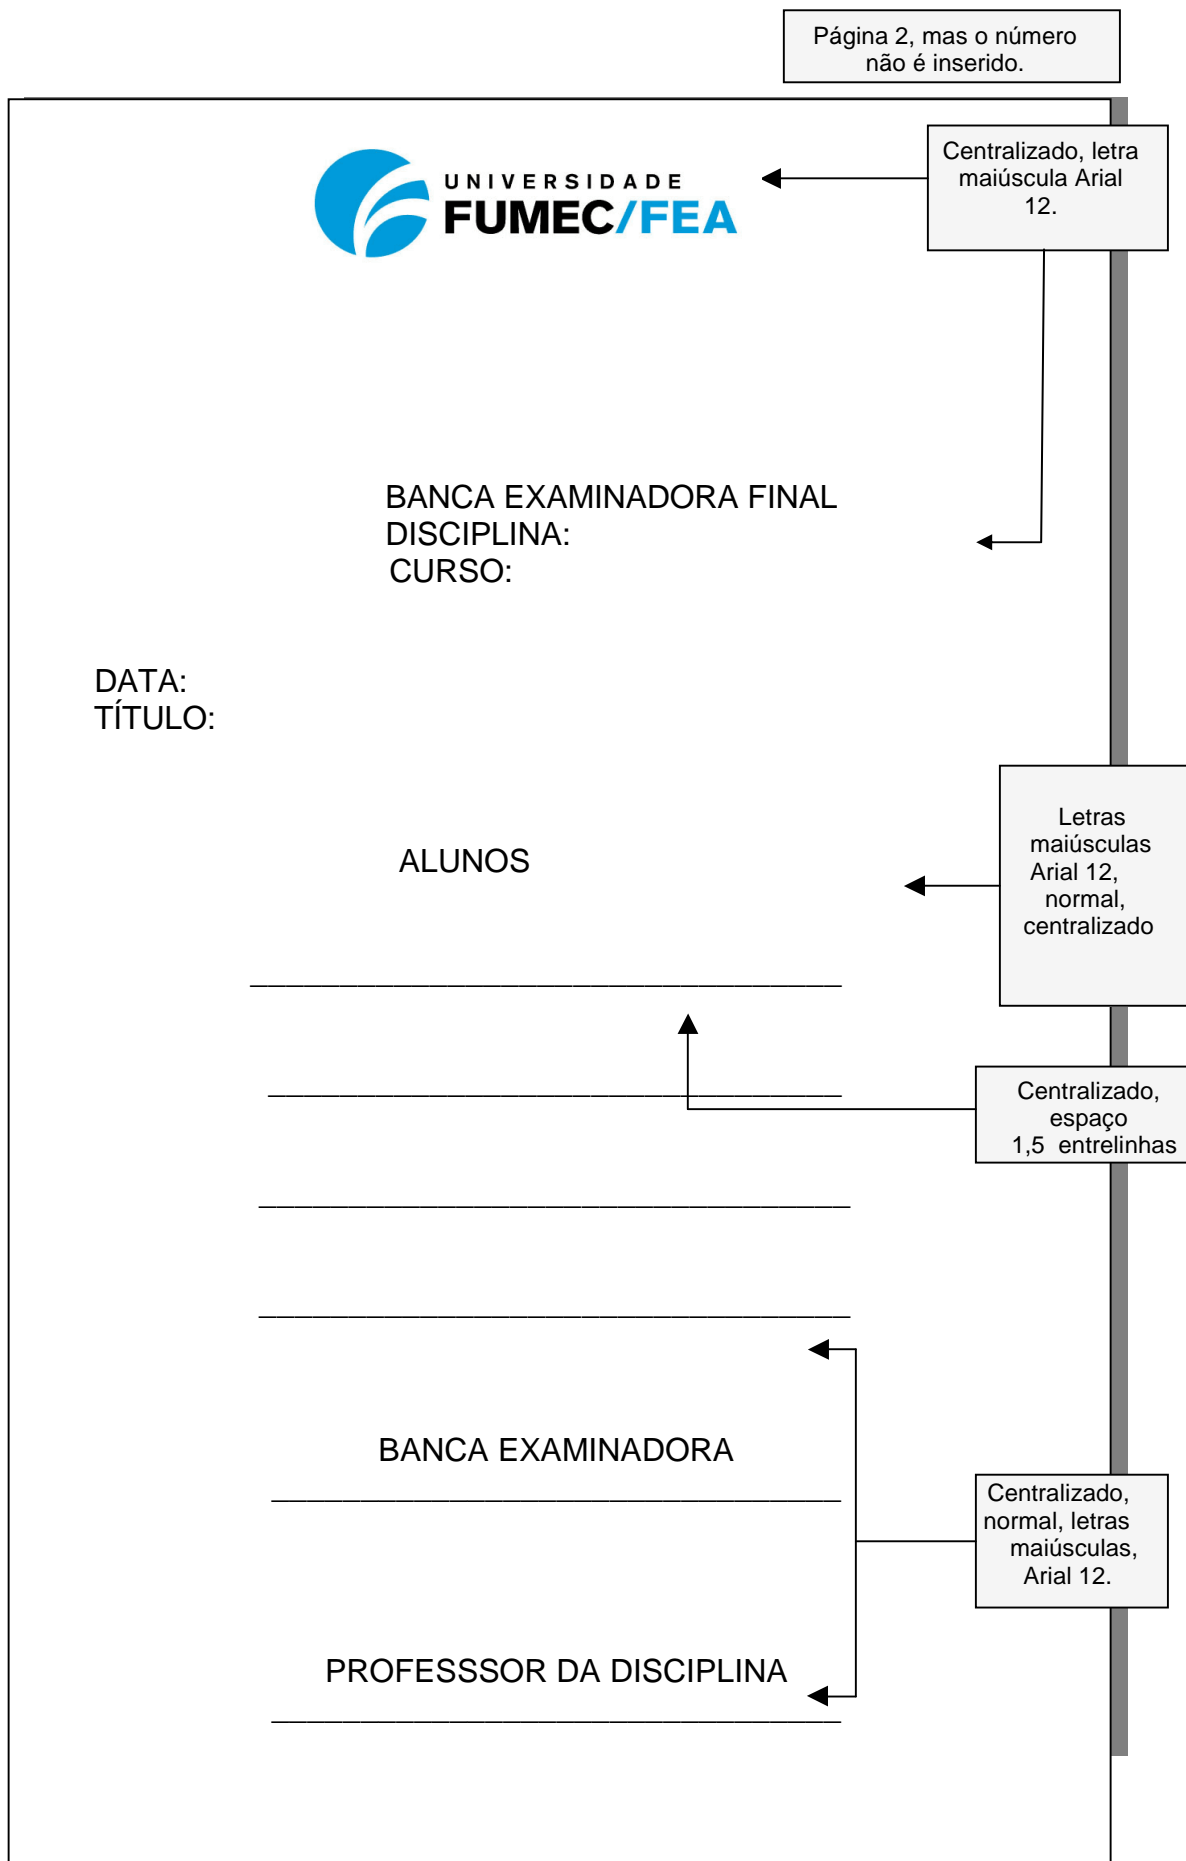 Página 2, mas o número
não é inserido.
UNIVERSIDADE
FUMEC/FEA
Centralizado, letra
maiúscula Arial
12.
BANCA EXAMINADORA FINAL
DISCIPLINA:
CURSO:
DATA:
TÍTULO:
ALUNOS
Letras
maiúsculas
Arial 12,
normal,
centralizado
Centralizado,
espaço
1,5 entrelinhas
BANCA EXAMINADORA
Centralizado,
normal, letras
maiúsculas,
Arial 12.
PROFESSSOR DA DISCIPLINA